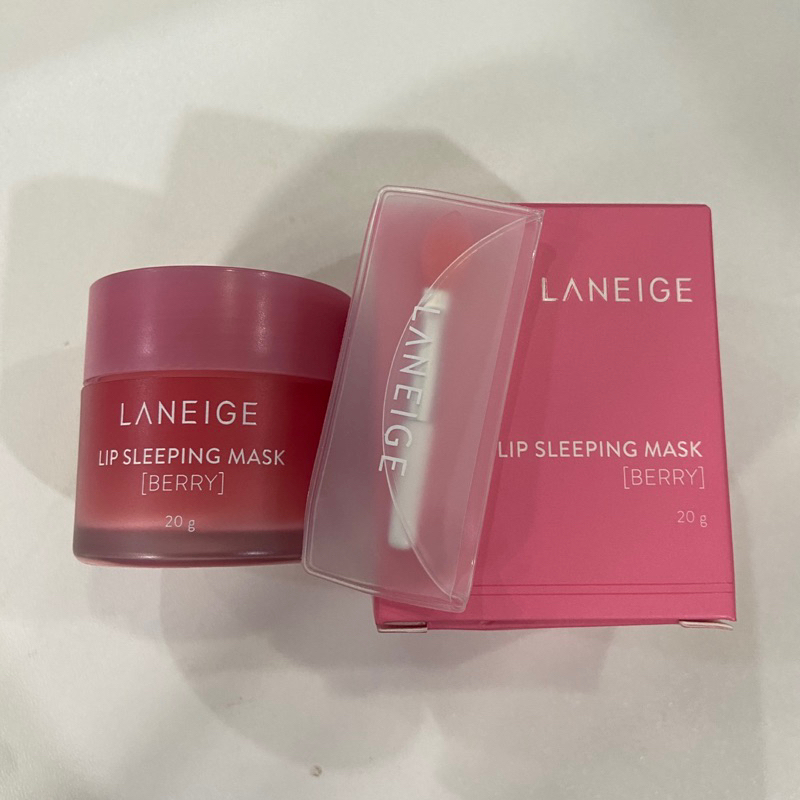 LANEIGE
LIP SLEEPING MASK
[BERRY]
20 g
LANEIGE
LANEIGE
LIP SLEEPING MASK
[BERRY]
20 g